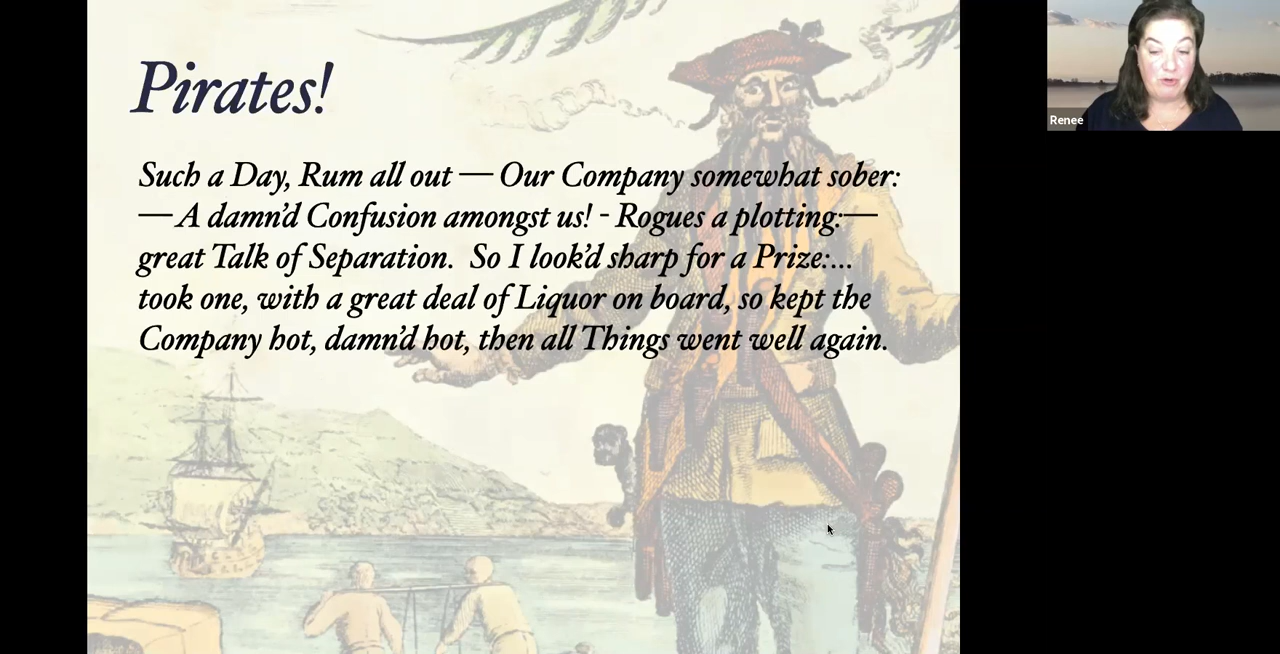 Pirates!
Such a Day, Rum all out — Our Company somewhat sober:
— A damn'd Confusion amongst us! - Rogues a plotting:—
great Talk of Separation.  So I look'd sharp for a Prize:...
took one, with a great deal of Liquor on board, so kept the
Company hot, damn'd hot, then all Things went well again.
Renee